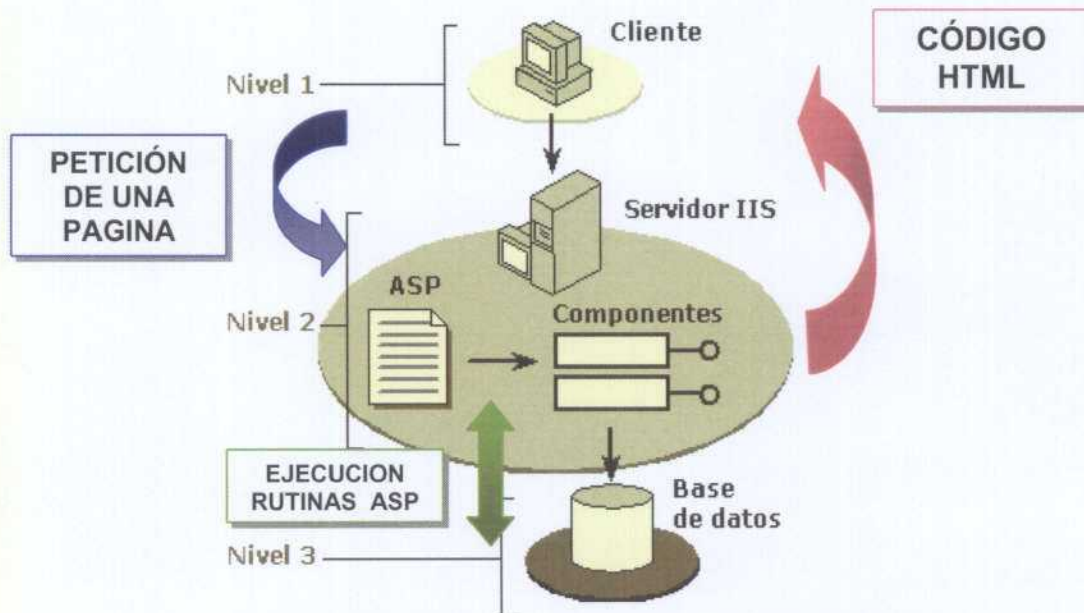 Cliente
CÓDIGO
HTML
Nivel 1
PETICIÓN
DE UNA
PAGINA
Servidor IIS
ASP
Componentes
Nivel 2
EJECUCION
RUTINAS ASP
Base
de datos
Nivel 3